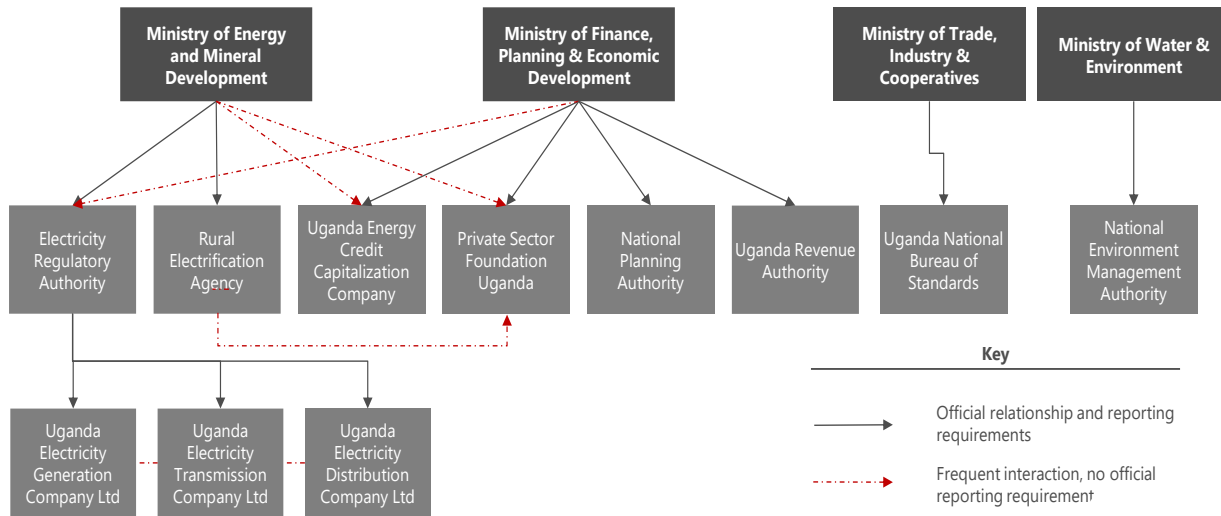 Ministry of Energy
and Mineral
Development
Ministry of Finance,
Planning & Economic
Development
Ministry of Trade,
Industry &
Cooperatives
Ministry of Water &
Environment
Electricity
Regulatory
Authority
Rural
Electrification
Agency
Uganda Energy
Credit
Capitalization
Company
Private Sector
Foundation
Uganda
National
Planning
Authority
Uganda Revenue
Authority
Uganda National
Bureau of
Standards
National
Environment
Management
Authority
Uganda
Electricity
Generation
Company Ltd
Uganda
Electricity
Transmission
Company Ltd
Uganda
Electricity
Distribution
Company Ltd
Key
Official relationship and reporting
requirements
Frequent interaction, no official
reporting requirement†